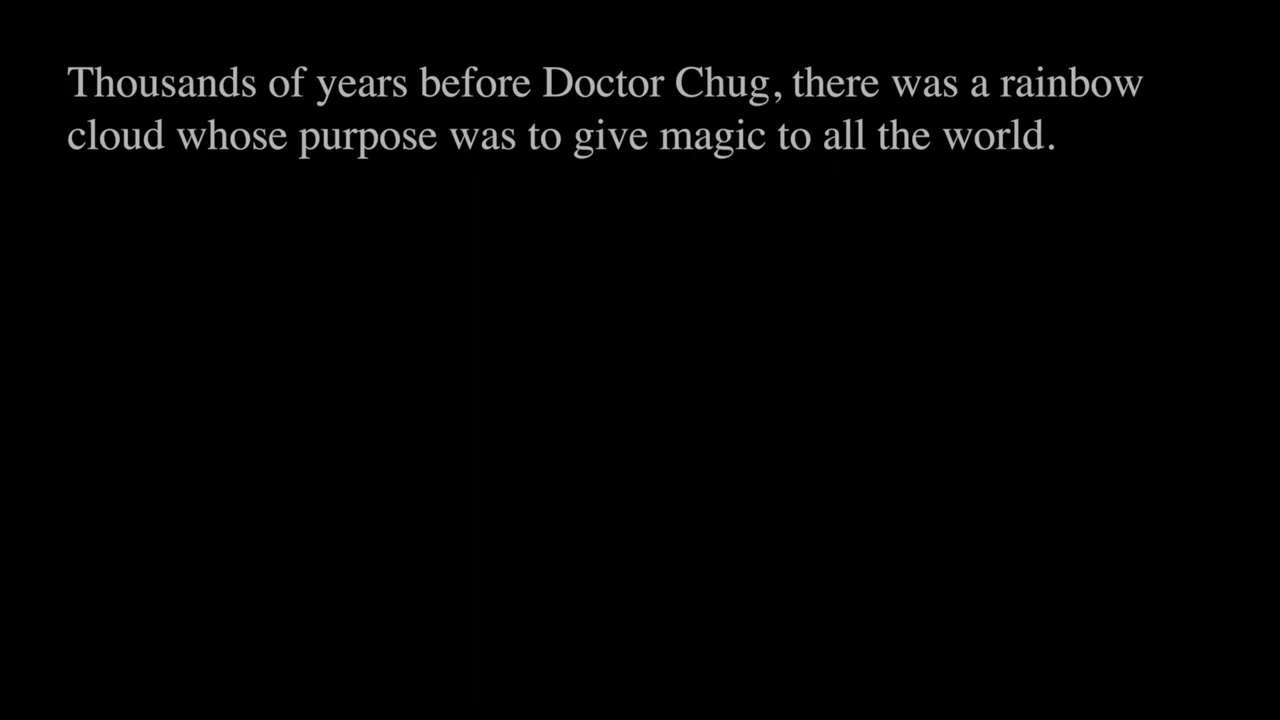 Thousands of years before Doctor Chug, there was a rainbow
cloud whose purpose was to give magic to all the world.